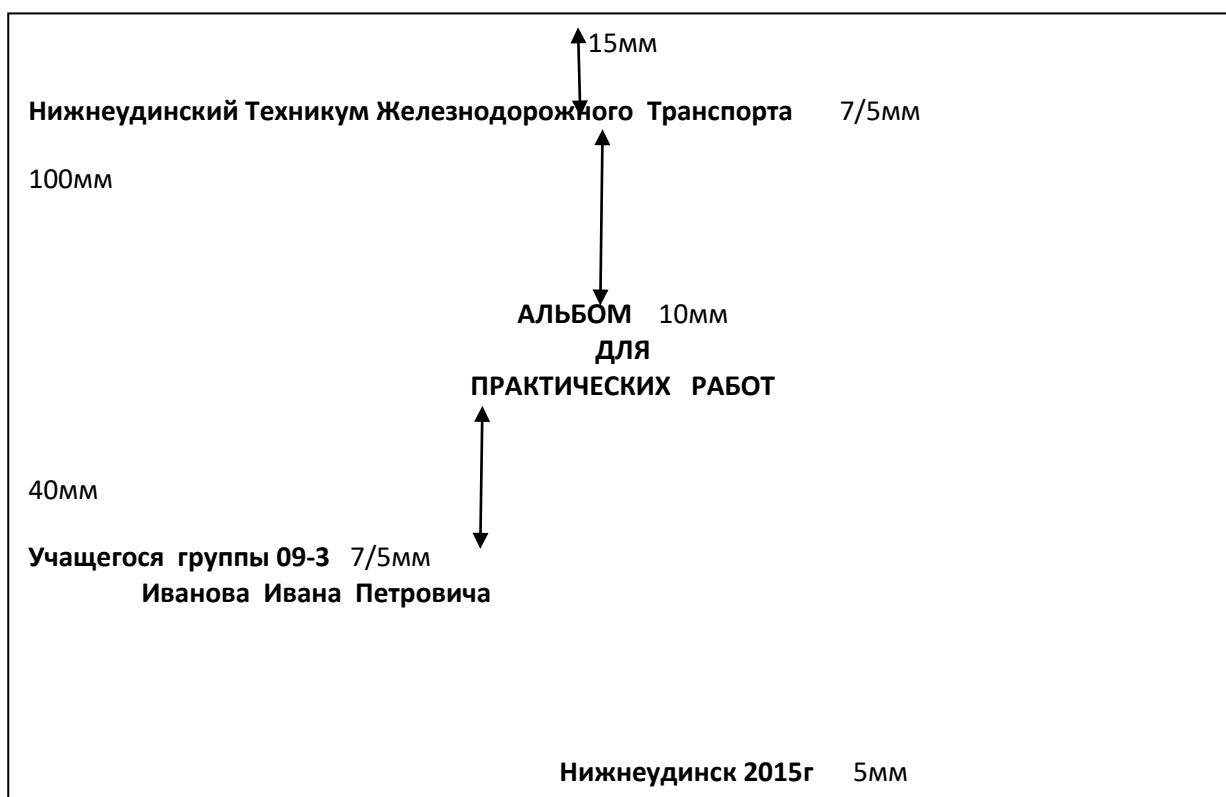 15мм
Нижнеудинский Техникум Железнодорожного Транспорта 7/5мм
100мм
АЛЬБОМ 10мм
ДЛЯ
ПРАКТИЧЕСКИХ РАБОТ
40мм
Учащегося группы 09-3 7/5мм
Иванова Ивана Петровича
Нижнеудинск 2015г 5мм